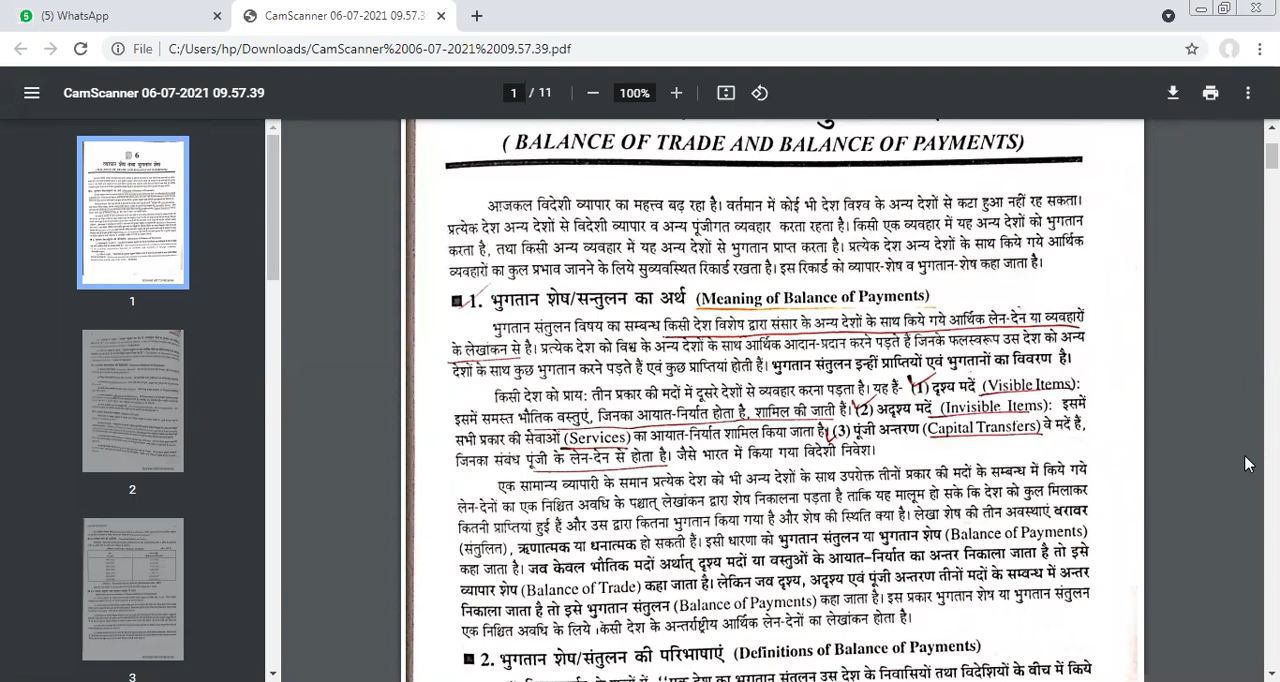 (5) WhatsApp
CamScanner 06-07-2021 09.57.3
File C:/Users/hp/Downloads/CamScanner%2006-07-2021%2009.57.39.pdf
CamScanner 06-07-2021 09.57.39
1 / 11 100%
6
व्यापार शेष तथा भुगतान शेष
1
2
3
( BALANCE OF TRADE AND BALANCE OF PAYMENTS)
आजकल विदेशी व्यापार का महत्त्व बढ़ रहा है। वर्तमान में कोई भी देश विश्व के अन्य देशों से कटा हुआ नहीं रह सकता।
प्रत्येक देश अन्य देशों से विदेशी व्यापार व अन्य पूंजीगत व्यवहार करता है। किसी एक व्यवहार में यह अन्य देशों को भुगतान
करता है, तथा किसी अन्य व्यवहार में यह अन्य देशों से भुगतान प्राप्त करता है। प्रत्येक देश अन्य देशों के साथ किये गये आर्थिक
व्यवहारों का कुल प्रभाव जानने के लिये सुव्यवस्थित रिकार्ड रखता है। इस रिकार्ड को व्यापार-शेष व भुगतान-शेष कहा जाता है।
1. भुगतान शेष/सन्तुलन का अर्थ (Meaning of Balance of Payments)
भुगतान संतुलन विषय का सम्बन्ध किसी देश विशेष द्वारा संसार के अन्य देशों के साथ किये गये आर्थिक लेन-देन या व्यवहारों
के लेखांकन से है। एक देश को विश्व के अन्य देशों के साथ आर्थिक आदान-प्रदान करने पड़ते हैं जिनके फलस्वरूप उस देश को अन्य
देशों के साथ कुछ भुगतान करने पड़ते है एवं कुछ प्राप्तियां होती है। भुगतान संतुलन इन्हीं प्राप्तियों एवं भुगतानों का विवरण है।
किसी देश की प्रायः तीन प्रकार की मदों में दूसरे देशों से व्यवहार होते हैं- (1) दृश्य मदें (Visible Items):
इसमें समस्त भौतिक वस्तुएं, जिनका आयात-निर्यात होता है, शामिल की जाती है। (2) अदृश्य मदें (Invisible Items): इसमें
सभी प्रकार की सेवाओं (Services) का आयात-निर्यात शामिल किया जाता है। (3) पूंजी अन्तरण (Capital Transfers) वे मदें है,
जिनका संबंध पूंजी के लेन-देन से होता है। जैसे भारत में किया गया विदेशी निवेश।
एक सामान्य व्यापारी के समान प्रत्येक देश को भी अन्य देशों के साथ उपरोक्त तीनों प्रकार की मदों के सम्बन्ध में किये गये
लेन-देनों का एक निश्चित अवधि के पश्चात् लेखांकन द्वारा शेष निकालना पड़ता है ताकि यह मालूम हो सके कि देश को कुल मिलाकर
कितनी प्राप्तियां हुई है और उस द्वारा कितना भुगतान किया गया है और शेष की स्थिति क्या है। लेखा शेष की तीन अवस्थाएं बराबर
(संतुलित), ऋणात्मक या धनात्मक हो सकती है। इसी धारणा को भुगतान संतुलन या भुगतान शेष (Balance of Payments)
कहा जाता है। जब केवल भौतिक मदों अर्थात् दृश्य मदों या वस्तुओं के आयात-निर्यात का अन्तर निकाला जाता है तो इसे
व्यापार शेष (Balance of Trade) कहा जाता है। लेकिन जब दृश्य, अदृश्य एवं पूंजी अन्तरण तीनों मदों के सम्बन्ध में अन्तर
निकाला जाता है तो इसे भुगतान संतुलन (Balance of Payments) कहा जाता है। इस प्रकार भुगतान शेष या भुगतान संतुलन
एक निश्चित अवधि के लिये किसी देश के अन्तर्राष्ट्रीय आर्थिक लेन-देनों का लेखांकन होता है।
2. भुगतान शेष/संतुलन की परिभाषाएं (Definitions of Balance of Payments)
के शब्दों में, "एक देश का भुगतान संतुलन उस देश के निवासियों तथा विदेशियों के बीच में किये